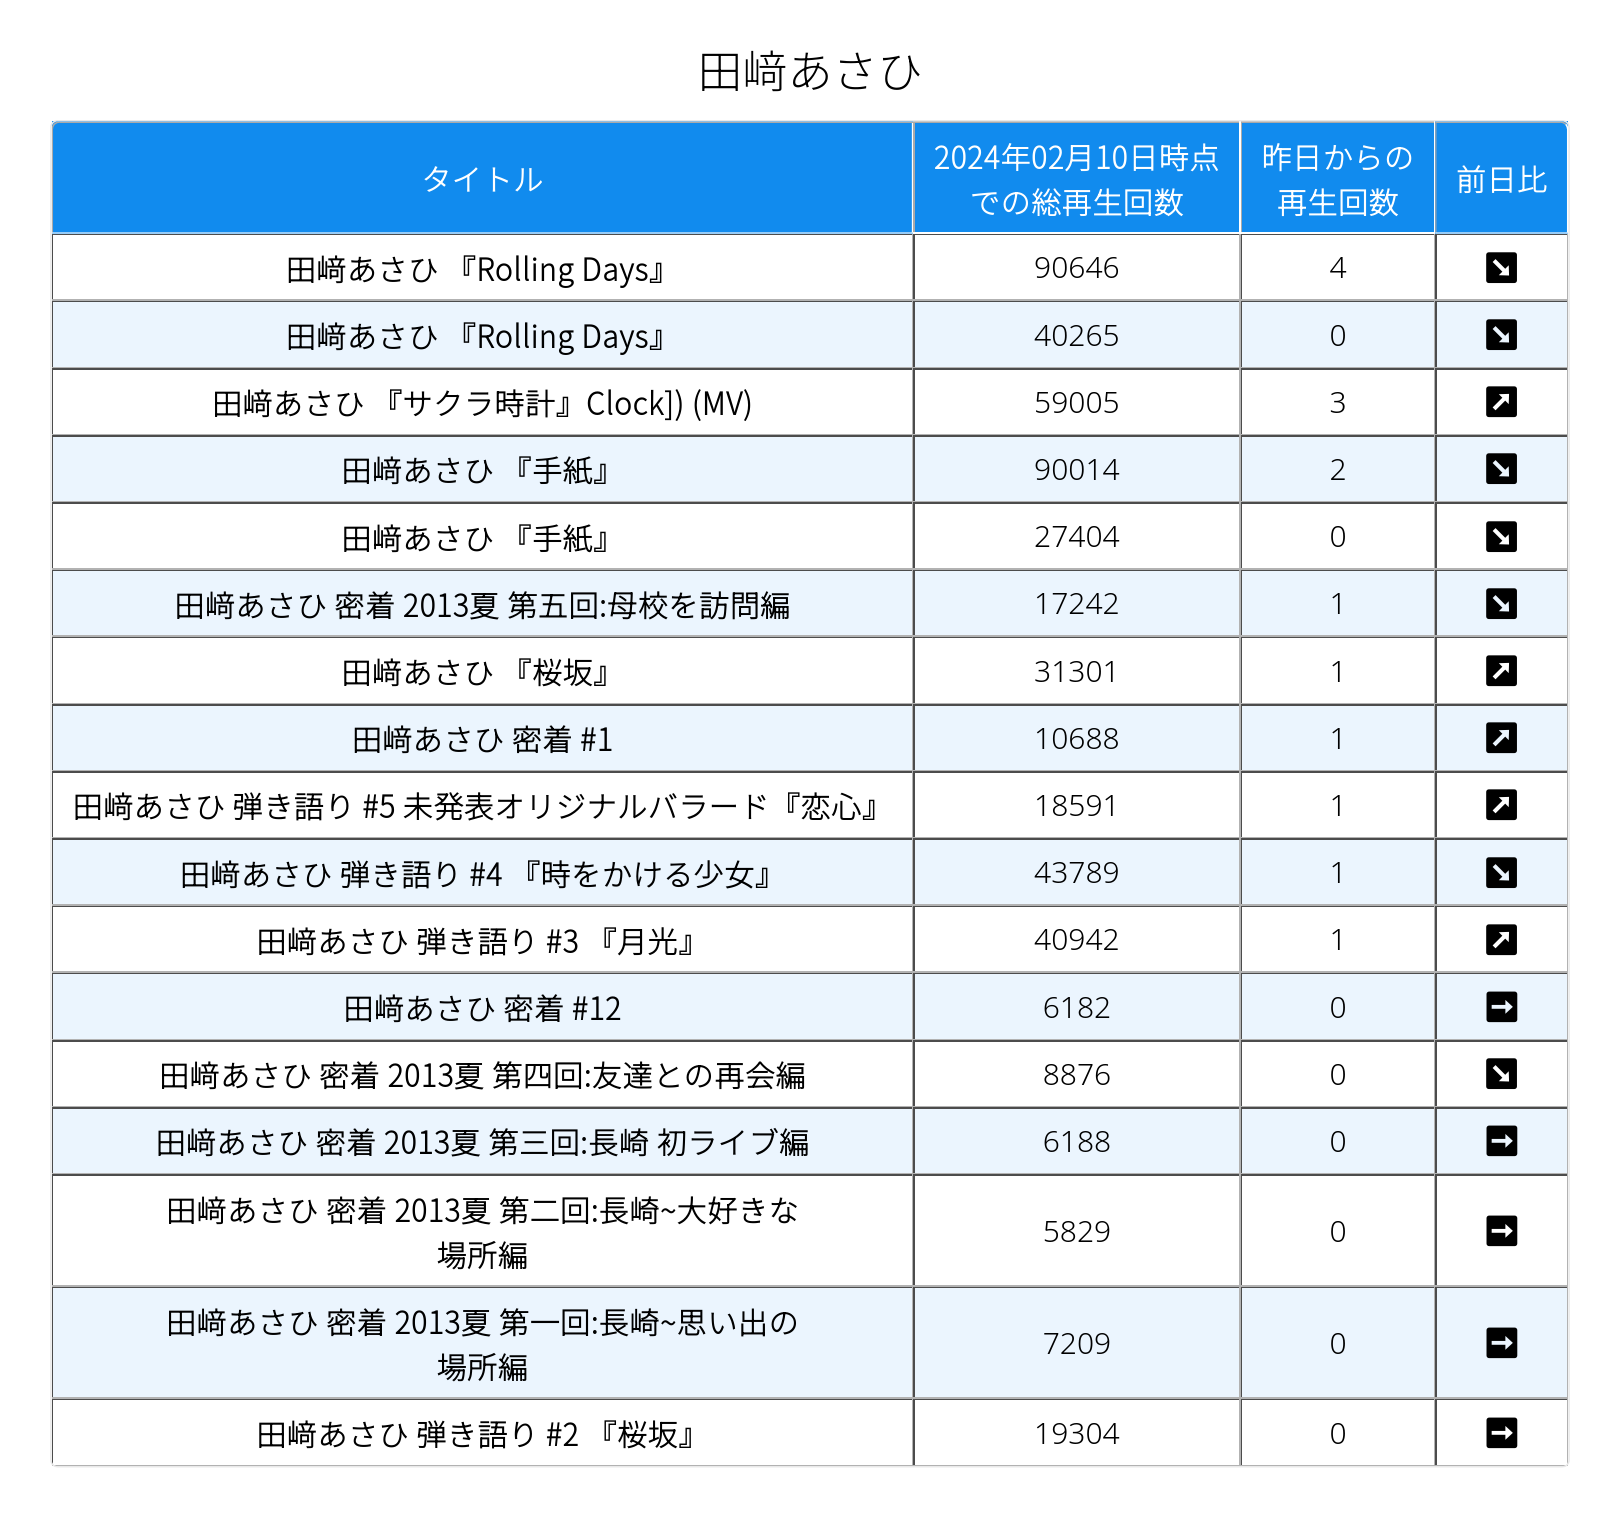 田﨑あさひ
タイトル
2024年02月10日時点
での総再生回数
昨日からの
再生回数
前日比
田﨑あさひ 『Rolling Days』 90646 4 ↘
田﨑あさひ 『Rolling Days』 40265 0 ↘
田﨑あさひ 『サクラ時計』Clock]) (MV) 59005 3 ↗
田﨑あさひ 『手紙』 90014 2 ↘
田﨑あさひ 『手紙』 27404 0 ↘
田﨑あさひ 密着 2013夏 第五回:母校を訪問編 17242 1 ↘
田﨑あさひ 『桜坂』 31301 1 ↗
田﨑あさひ 密着 #1 10688 1 ↗
田﨑あさひ 弾き語り #5 未発表オリジナルバラード『恋心』 18591 1 ↗
田﨑あさひ 弾き語り #4 『時をかける少女』 43789 1 ↘
田﨑あさひ 弾き語り #3 『月光』 40942 1 ↗
田﨑あさひ 密着 #12 6182 0 →
田﨑あさひ 密着 2013夏 第四回:友達との再会編 8876 0 ↘
田﨑あさひ 密着 2013夏 第三回:長崎 初ライブ編 6188 0 →
田﨑あさひ 密着 2013夏 第二回:長崎~大好きな
場所編 5829 0 →
田﨑あさひ 密着 2013夏 第一回:長崎~思い出の
場所編 7209 0 →
田﨑あさひ 弾き語り #2 『桜坂』 19304 0 →